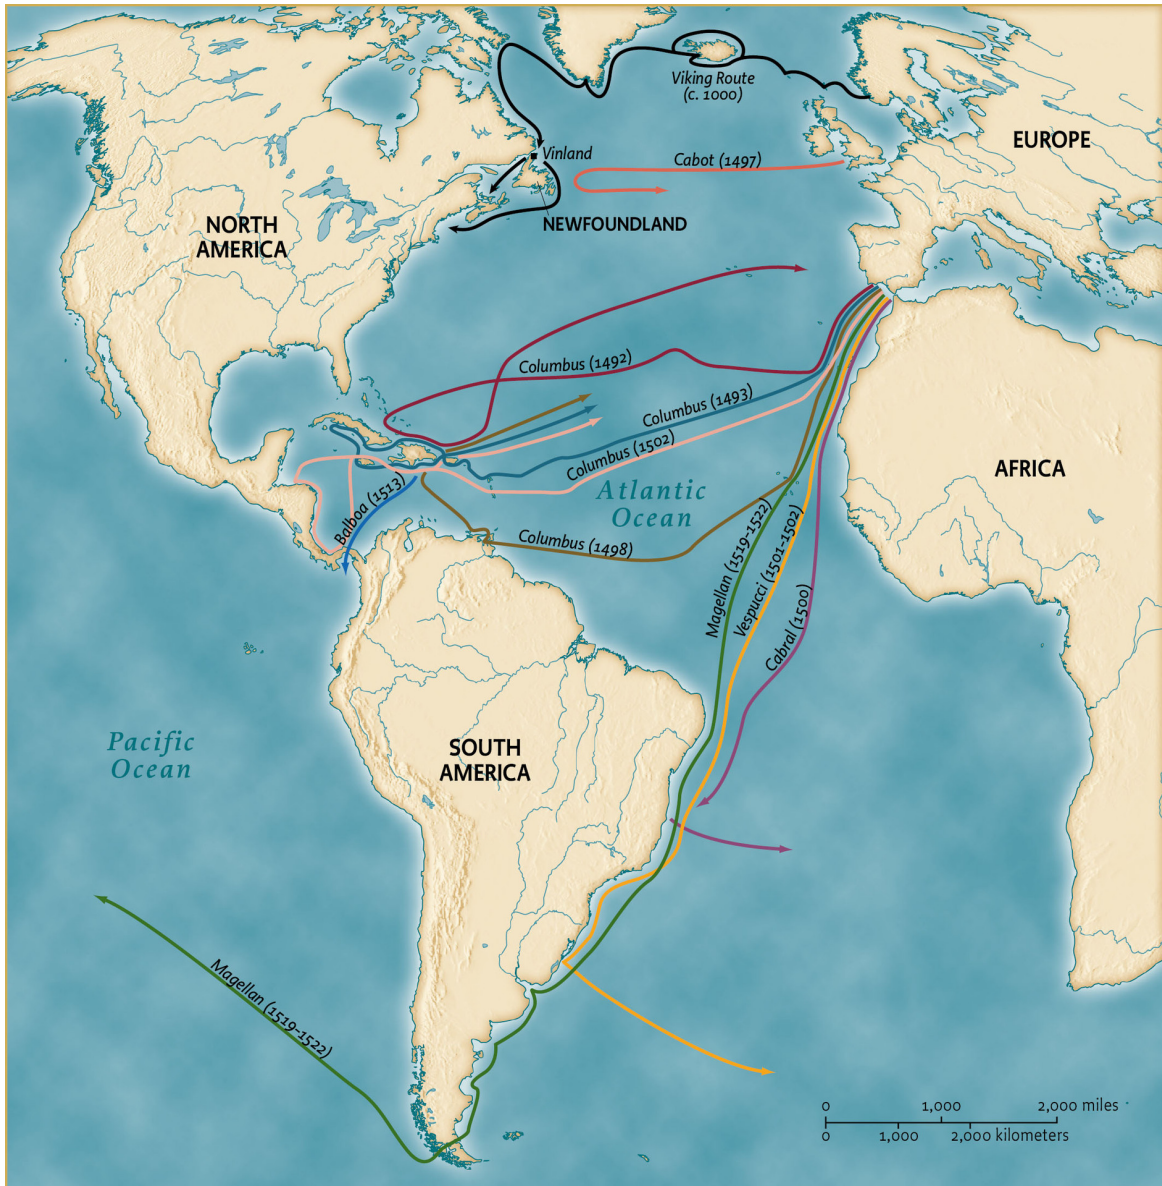 Viking Route
(c. 1000)
EUROPE
Vinland
Cabot (1497)
NORTH
AMERICA
NEWFOUNDLAND
Columbus (1492)
Columbus (1493)
Columbus (1502)
AFRICA
Atlantic
Ocean
Balboa (1513)
Columbus (1498)
Magellan (1519–1522)
Vespucci (1501–1502)
Cabral (1500)
Pacific
Ocean
SOUTH
AMERICA
Magellan (1519–1522)
0 1,000 2,000 miles
0 1,000 2,000 kilometers